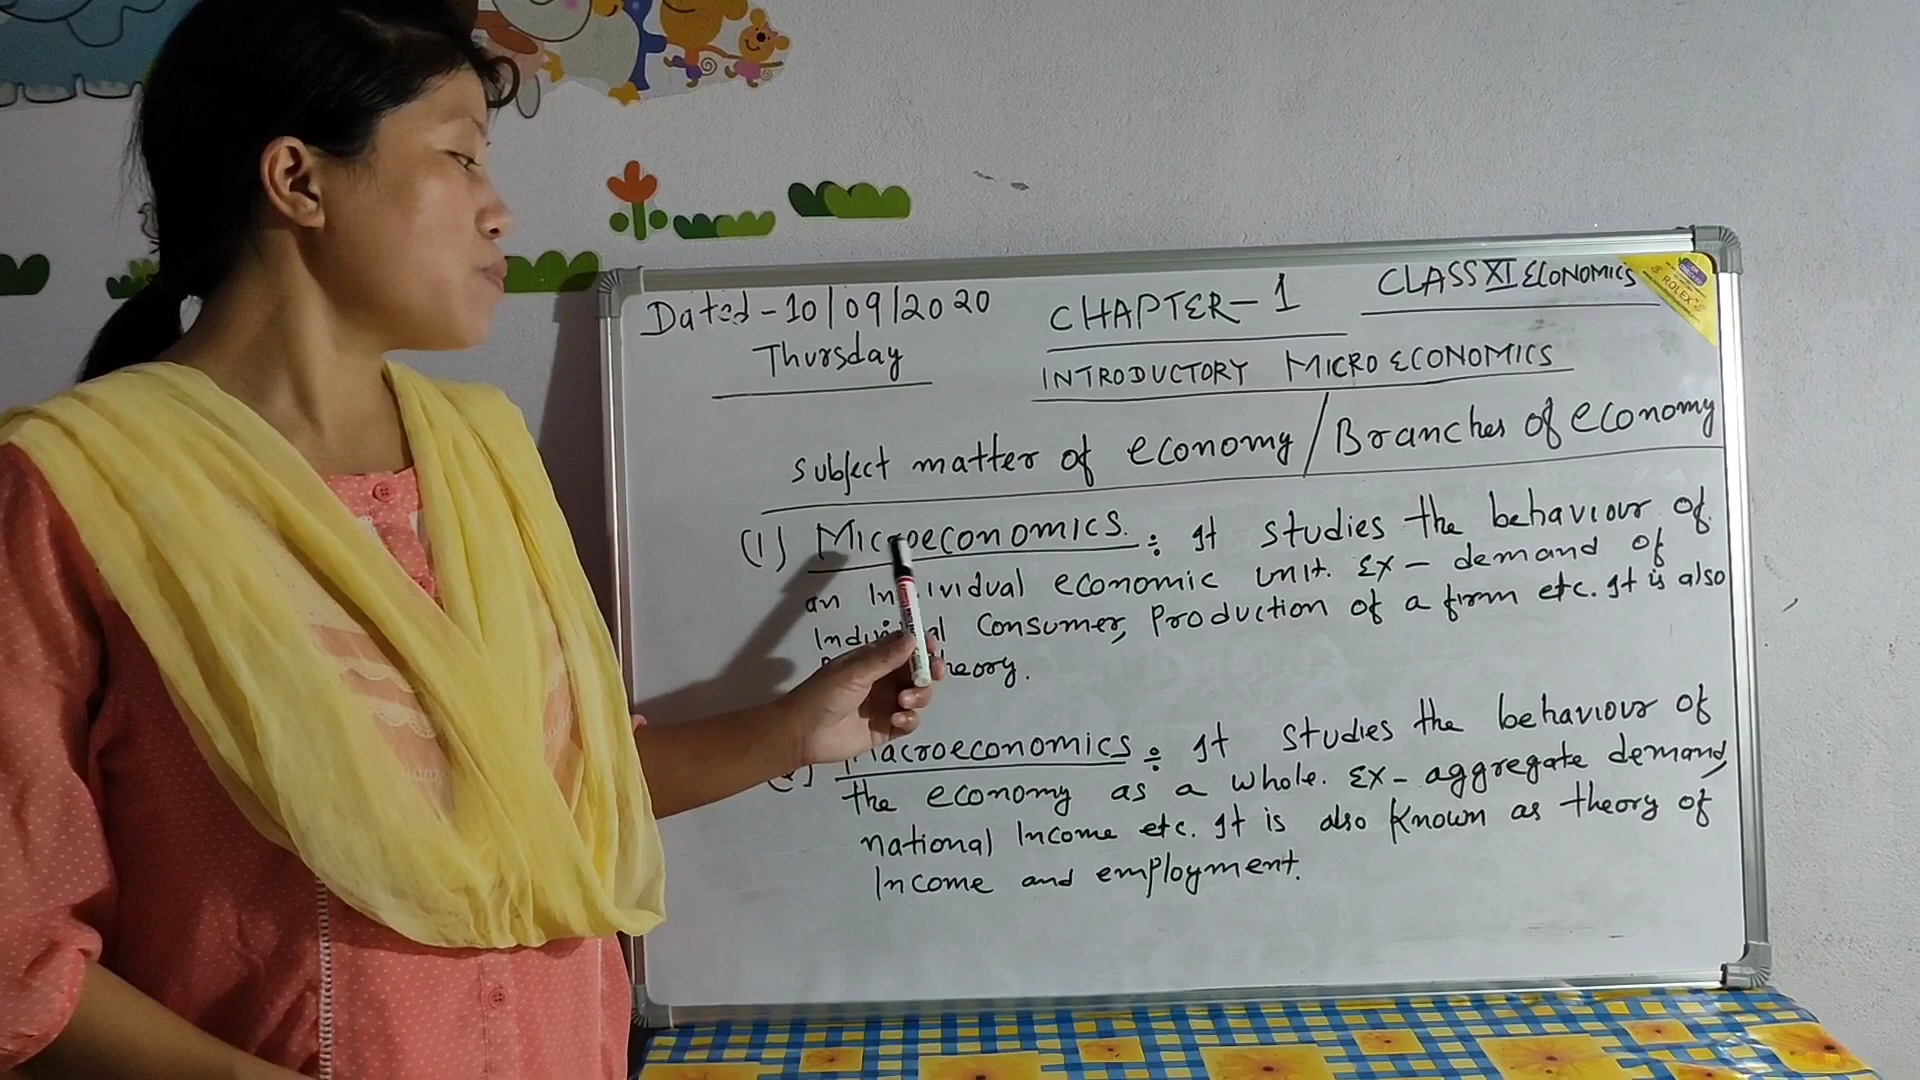 Dated-10/09/2020
Thursday
CHAPTER-1
CLASS XI ECONOMICS
ROLEX
INTRODUCTORY MICROECONOMICS
Subject matter of economy/Branches of economy
(1) Microeconomics. ÷ It studies the behaviour of
an individual economic unit. Ex - demand of
Individual Consumer, Production of a firm etc. It is also
heory.
Macroeconomics ÷ It studies the behaviour of
the economy as a whole. Ex- aggregate demand,
national Income etc. It is also Known as theory of
Income and employment.